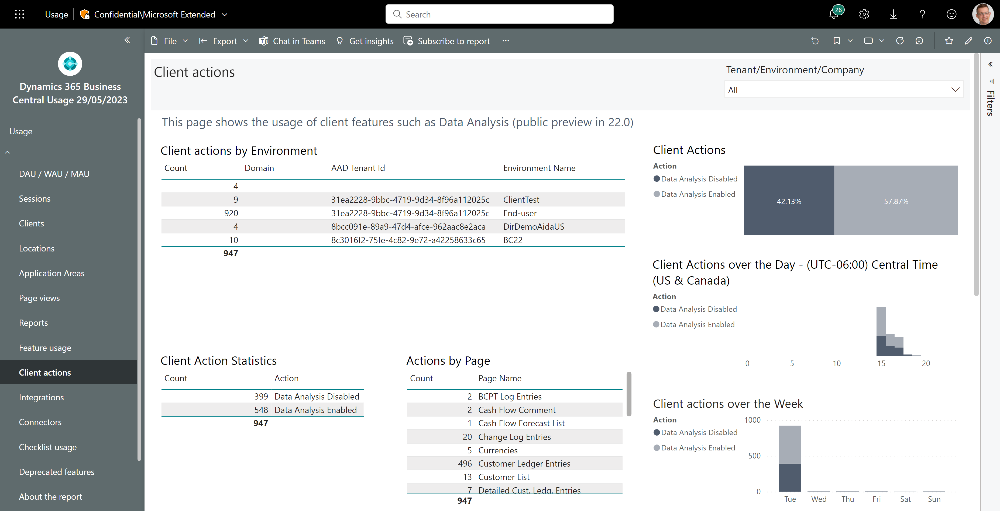 Usage
Confidential\Microsoft Extended
Search
26
File
Export
Chat in Teams
Get insights
Subscribe to report
Dynamics 365 Business
Central Usage 29/05/2023
Usage
DAU / WAU / MAU
Sessions
Clients
Locations
Application Areas
Page views
Reports
Feature usage
Client actions
Integrations
Connectors
Checklist usage
Deprecated features
About the report
Client actions
Tenant/Environment/Company
All
Filters
This page shows the usage of client features such as Data Analysis (public preview in 22.0)
Client actions by Environment
Count Domain AAD Tenant Id Environment Name
4
9 31ea2228-9bbc-4719-9d34-8f96a112025c ClientTest
920 31ea2228-9bbc-4719-9d34-8f96a112025c End-user
4 8bcc091e-89a9-47d4-afce-962aac8e2aca DirDemoAidaUS
10 8c3016f2-75fe-4c82-9e72-a42258633c65 BC22
947
Client Action Statistics
Count Action
399 Data Analysis Disabled
548 Data Analysis Enabled
947
Actions by Page
Count Page Name
2 BCPT Log Entries
2 Cash Flow Comment
1 Cash Flow Forecast List
20 Change Log Entries
5 Currencies
496 Customer Ledger Entries
13 Customer List
7 Detailed Cust. Ledg. Entries
947
Client Actions
Action
Data Analysis Disabled
Data Analysis Enabled
42.13%
57.87%
Client Actions over the Day - (UTC-06:00) Central Time
(US & Canada)
Action
Data Analysis Disabled
Data Analysis Enabled
0 5 10 15 20
Client actions over the Week
Action
Data Analysis Disabled
Data Analysis Enabled
1000
500
0
Tue Wed Thu Fri Sat Sun